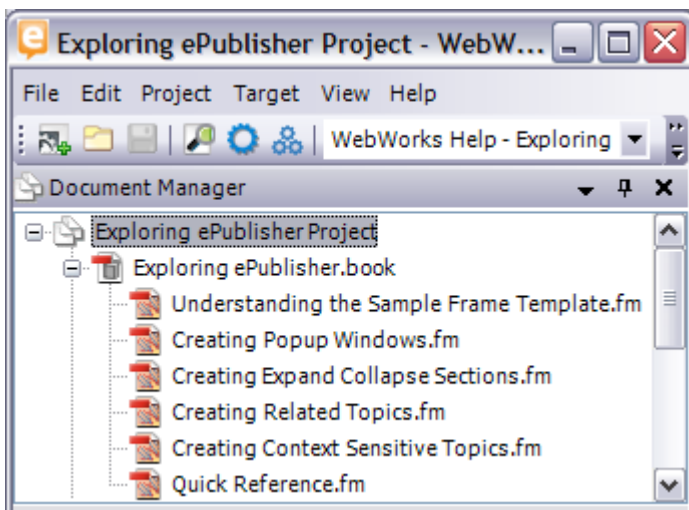 Exploring ePublisher Project - WebW...
File Edit Project Target View Help
WebWorks Help - Exploring
Document Manager
Exploring ePublisher Project
Exploring ePublisher.book
Understanding the Sample Frame Template.fm
Creating Popup Windows.fm
Creating Expand Collapse Sections.fm
Creating Related Topics.fm
Creating Context Sensitive Topics.fm
Quick Reference.fm